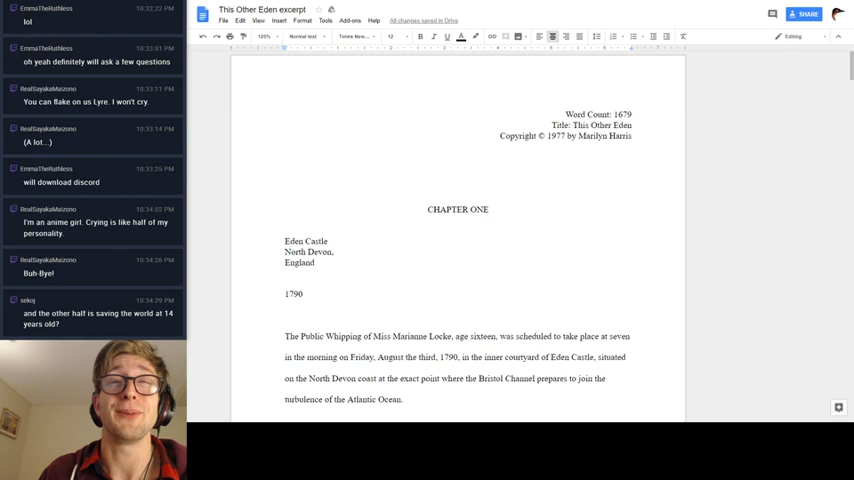 EmmaTheRuthless 10:32:22 PM
lol
EmmaTheRuthless 10:33:01 PM
oh yeah definitely will ask a few questions
RealSayakaMaizono 10:33:11 PM
You can flake on us Lyre. I won't cry.
RealSayakaMaizono 10:33:14 PM
(A lot...)
EmmaTheRuthless 10:33:25 PM
will download discord
RealSayakaMaizono 10:34:02 PM
I'm an anime girl. Crying is like half of my
personality.
RealSayakaMaizono 10:34:26 PM
Buh-Bye!
sekoj 10:34:29 PM
and the other half is saving the world at 14
years old?
This Other Eden excerpt
File Edit View Insert Format Tools Add-ons Help All changes saved in Drive
SHARE
125% Normal text Times New... 12 B I U A Editing
Word Count: 1679
Title: This Other Eden
Copyright © 1977 by Marilyn Harris
CHAPTER ONE
Eden Castle
North Devon,
England
1790
The Public Whipping of Miss Marianne Locke, age sixteen, was scheduled to take place at seven
in the morning on Friday, August the third, 1790, in the inner courtyard of Eden Castle, situated
on the North Devon coast at the exact point where the Bristol Channel prepares to join the
turbulence of the Atlantic Ocean.